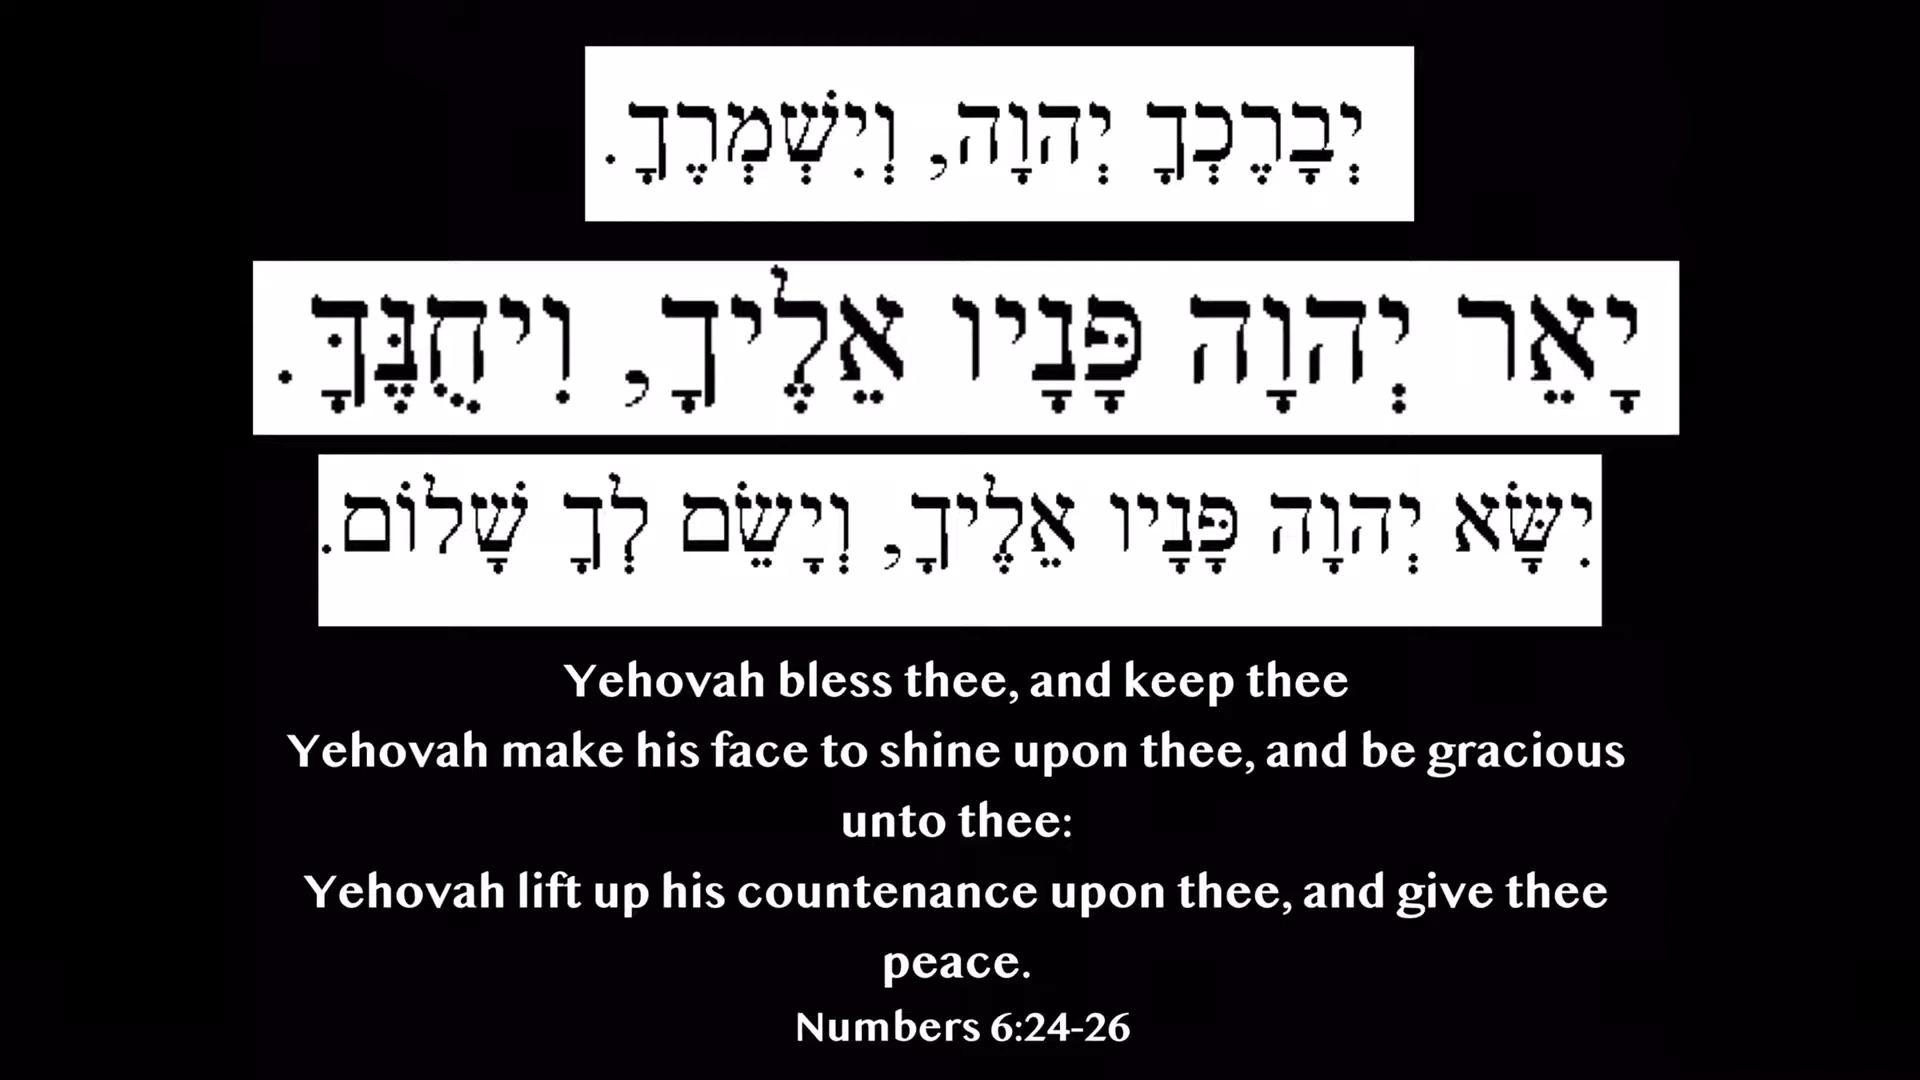 יְבָרֶכְךָ יְהוָה, וְיִשְׁמְרֶךָ.
יָאֵר יְהוָה פָּנָיו אֵלֶיךָ, וִיחֻנֶּךָּ.
יִשָּׂא יְהוָה פָּנָיו אֵלֶיךָ, וְיָשֵׂם לְךָ שָׁלוֹם.
Yehovah bless thee, and keep thee
Yehovah make his face to shine upon thee, and be gracious
unto thee:
Yehovah lift up his countenance upon thee, and give thee
peace.
Numbers 6:24-26